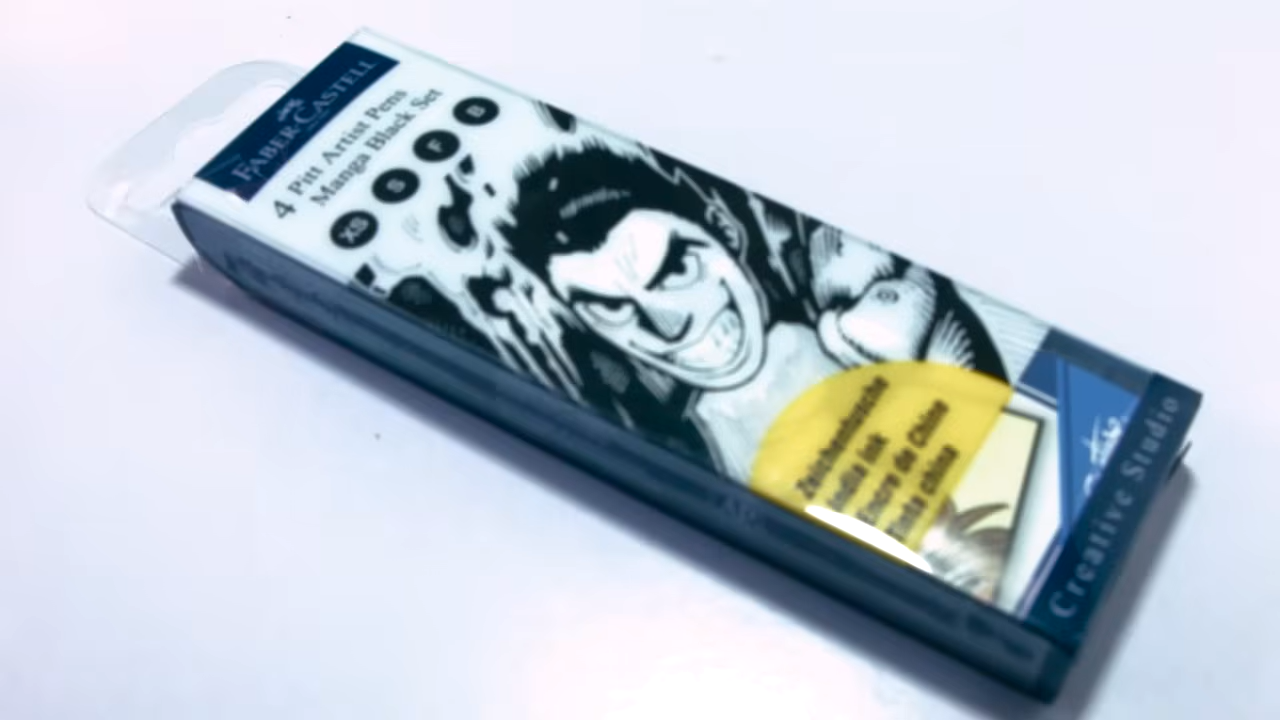 FABER-CASTELL
4 Pitt Artist Pens
Manga Black Set
XS S F B
Zeichentusche
India ink
Encre de Chine
Tinta china
Creative Studio